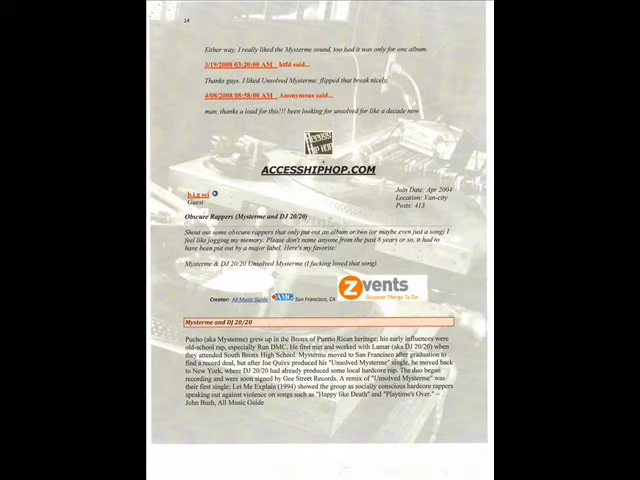 14
Either way, I really liked the Mysterme sound, too bad it was only for one album.
3/19/2008 03:20:00 AM htfd said...
Thanks guys. I liked Unsolved Mysterme; flipped that break nicely.
4/08/2008 08:58:00 AM Anonymous said...
man, thanks a load for this!!! been looking for unsolved for like a decade now
ACCESS!
HIP HOP
ACCESSHIPHOP.COM
b.i.g sci
Guest
Join Date: Apr 2004
Location: Van-city
Posts: 413
Obscure Rappers (Mysterme and DJ 20/20)
Shout out some obscure rappers that only put out an album or two (or maybe even just a song) I
feel like jogging my memory. Please don't name anyone from the past 8 years or so, it had to
have been put out by a major label. Here's my favorite:
Mysterme & DJ 20/20 Unsolved Mysterme (I fucking loved that song)
Creator: All Music Guide AMG San Francisco, CA
zvents
Discover Things To Do
Mysterme and DJ 20/20
Pucho (aka Mysterme) grew up in the Bronx of Puerto Rican heritage; his early influences were
old-school rap, especially Run DMC. He first met and worked with Lamar (aka DJ 20/20) when
they attended South Bronx High School. Mysterme moved to San Francisco after graduation to
find a record deal, but after Joe Quixx produced his "Unsolved Mysterme" single, he moved back
to New York, where DJ 20/20 had already produced some local hardcore rap. The duo began
recording and were soon signed by Gee Street Records. A remix of "Unsolved Mysterme" was
their first single; Let Me Explain (1994) showed the group as socially conscious hardcore rappers
speaking out against violence on songs such as "Happy like Death" and "Playtime's Over." ~
John Bush, All Music Guide